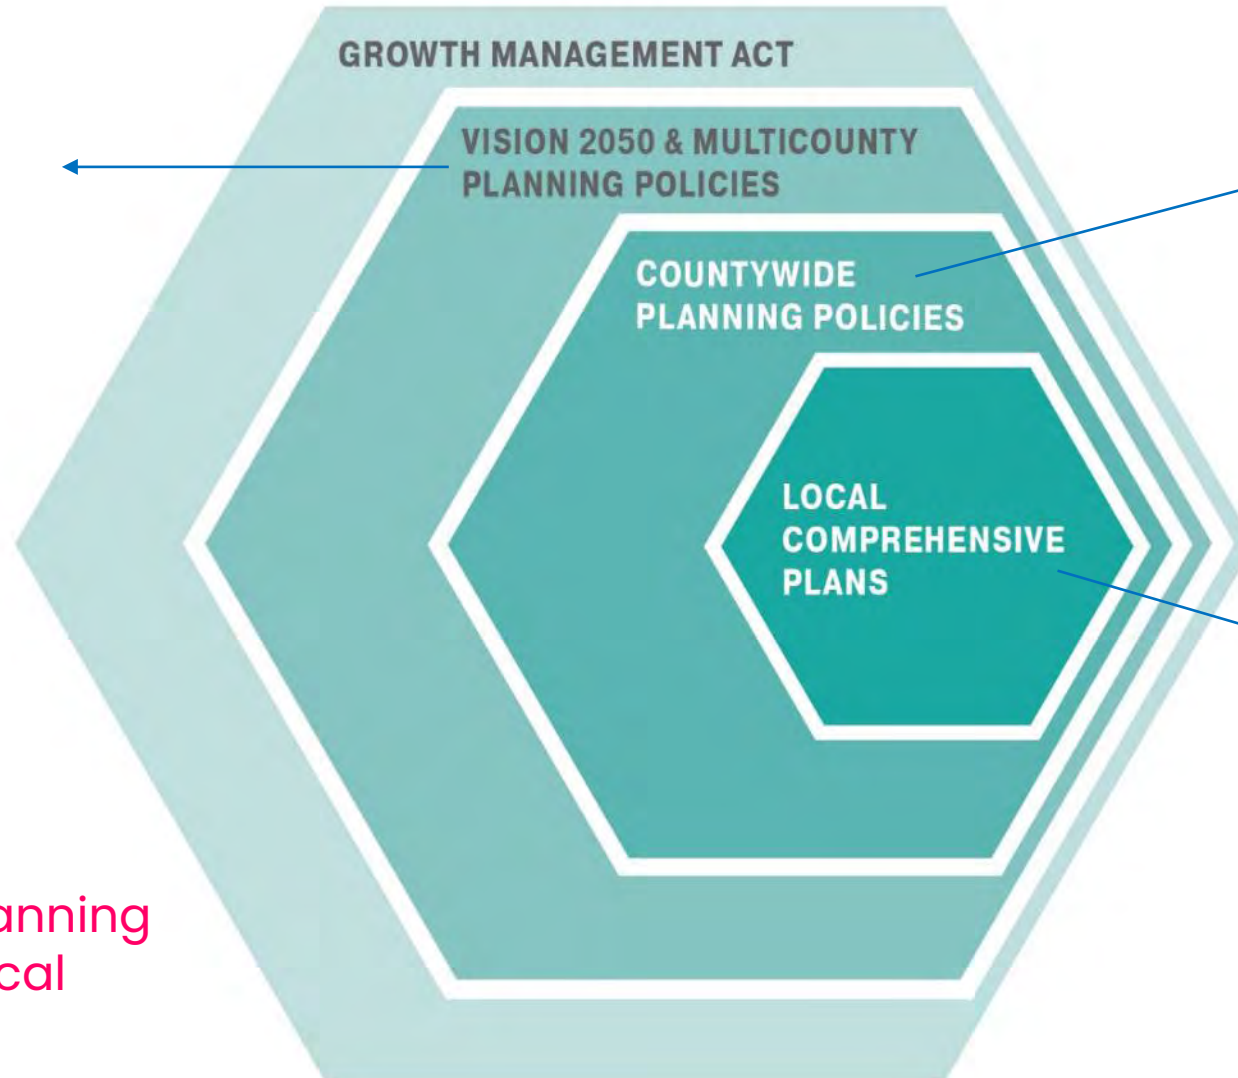 GROWTH MANAGEMENT ACT
VISION 2050 & MULTICOUNTY
PLANNING POLICIES
COUNTYWIDE
PLANNING POLICIES
LOCAL
COMPREHENSIVE
PLANS
anning
cal